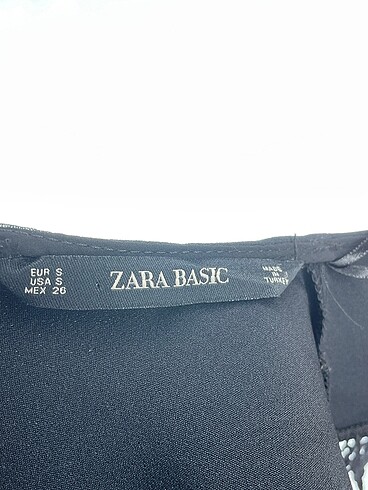 EUR S
USA S
MEX 26
ZARA BASIC
MADE
IN
TURKEY